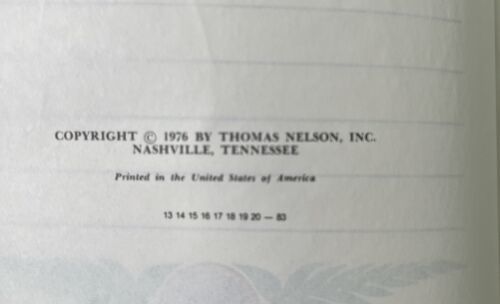 COPYRIGHT © 1976 BY THOMAS NELSON, INC.
NASHVILLE, TENNESSEE
Printed in the United States of America
13 14 15 16 17 18 19 20 — 83